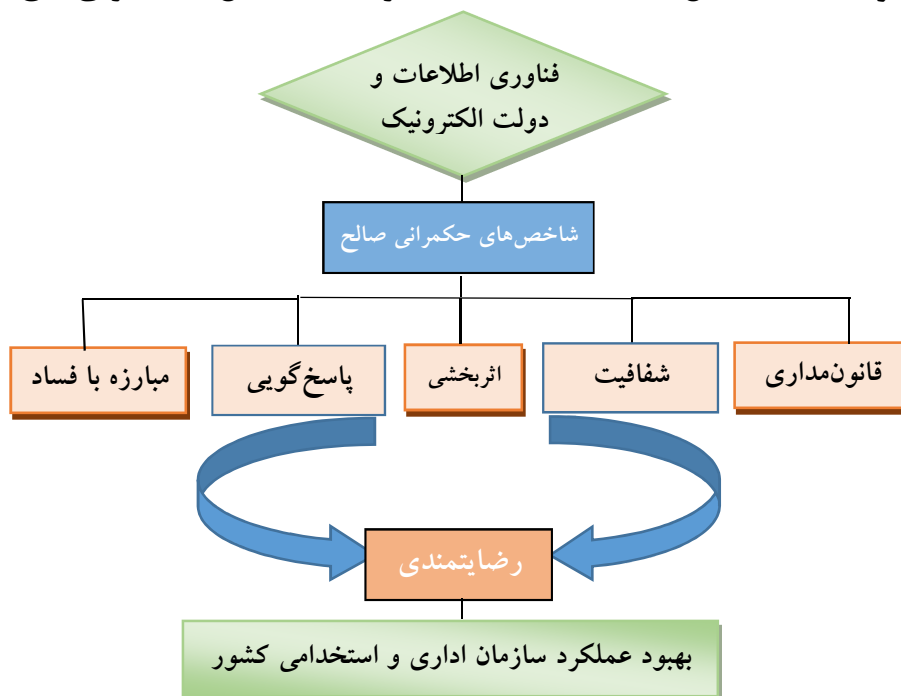 فناوری اطلاعات و
دولت الکترونیک
شاخص‌های حکمرانی صالح
قانون‌مداری
شفافیت
اثربخشی
پاسخ‌گویی
مبارزه با فساد
رضایتمندی
بهبود عملکرد سازمان اداری و استخدامی کشور